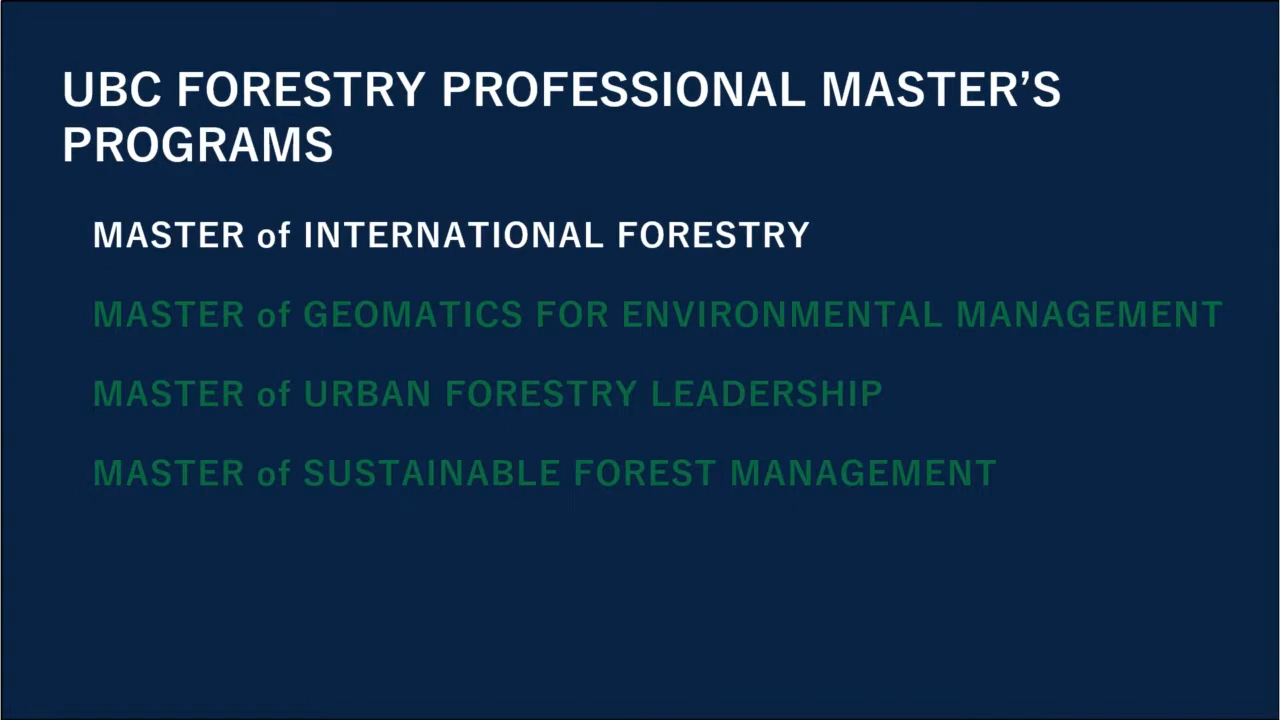 UBC FORESTRY PROFESSIONAL MASTER’S
PROGRAMS
MASTER of INTERNATIONAL FORESTRY
MASTER of GEOMATICS FOR ENVIRONMENTAL MANAGEMENT
MASTER of URBAN FORESTRY LEADERSHIP
MASTER of SUSTAINABLE FOREST MANAGEMENT